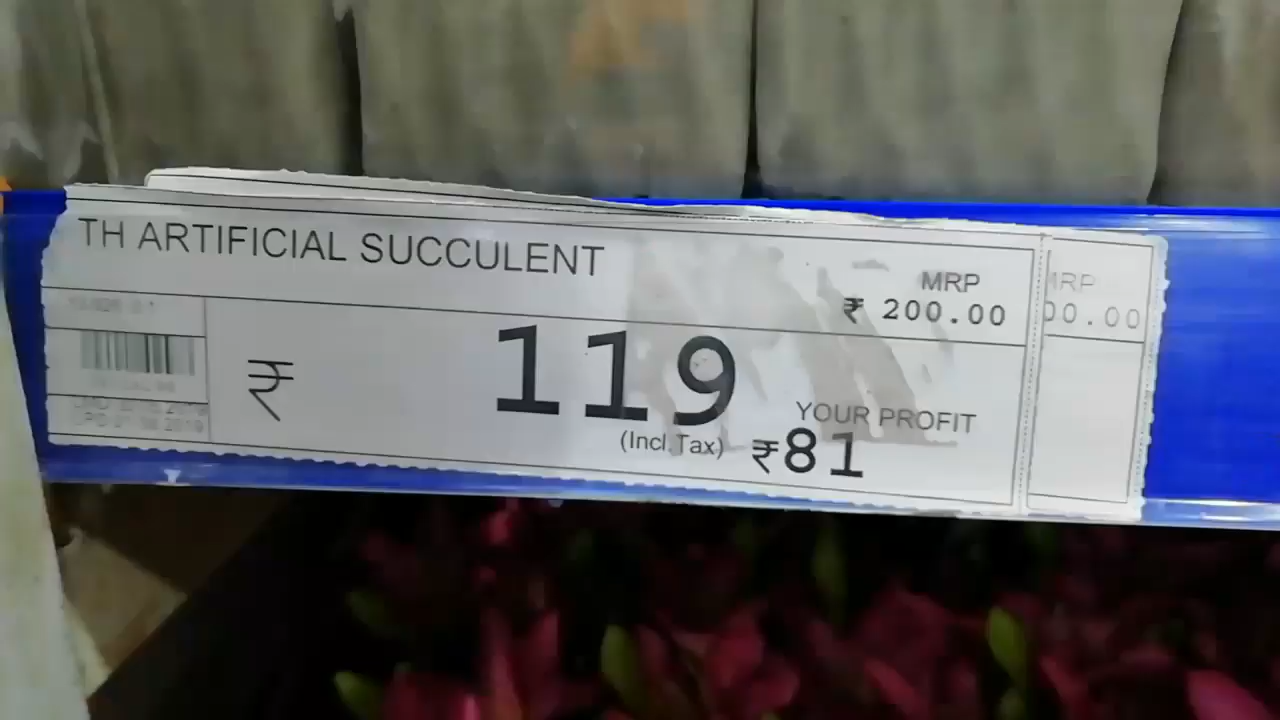 TH ARTIFICIAL SUCCULENT
MRP
₹ 200.00
MRP
00.00
₹ 119
(Incl.Tax)
YOUR PROFIT
₹81